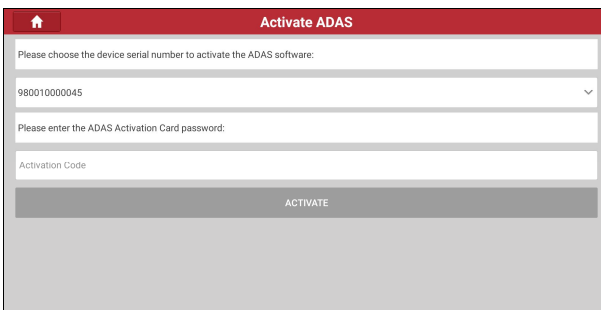 Activate ADAS
Please choose the device serial number to activate the ADAS software:
980010000045
Please enter the ADAS Activation Card password:
Activation Code
ACTIVATE